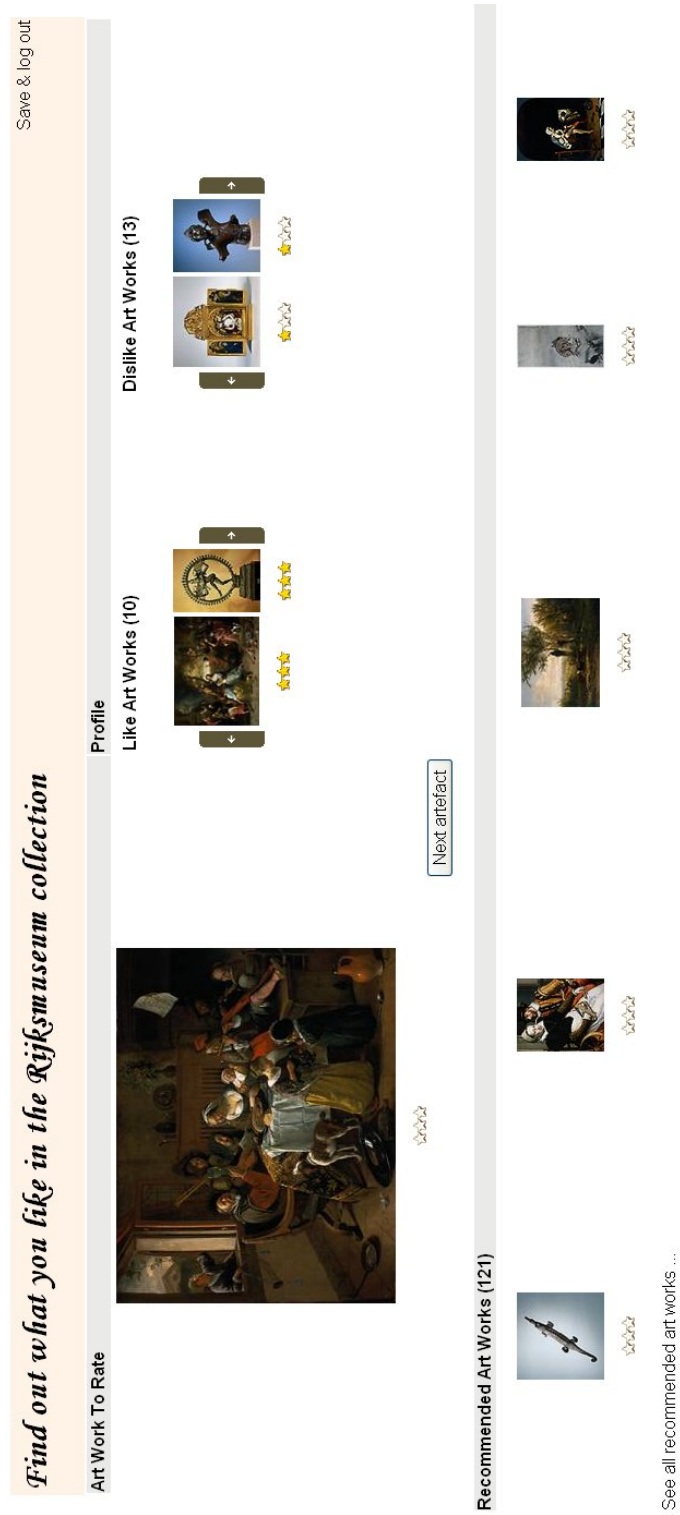 Find out what you like in the Rijksmuseum collection
Save & log out
Art Work To Rate
Profile
Like Art Works (10)
Dislike Art Works (13)
Next artefact
Recommended Art Works (121)
See all recommended art works ...